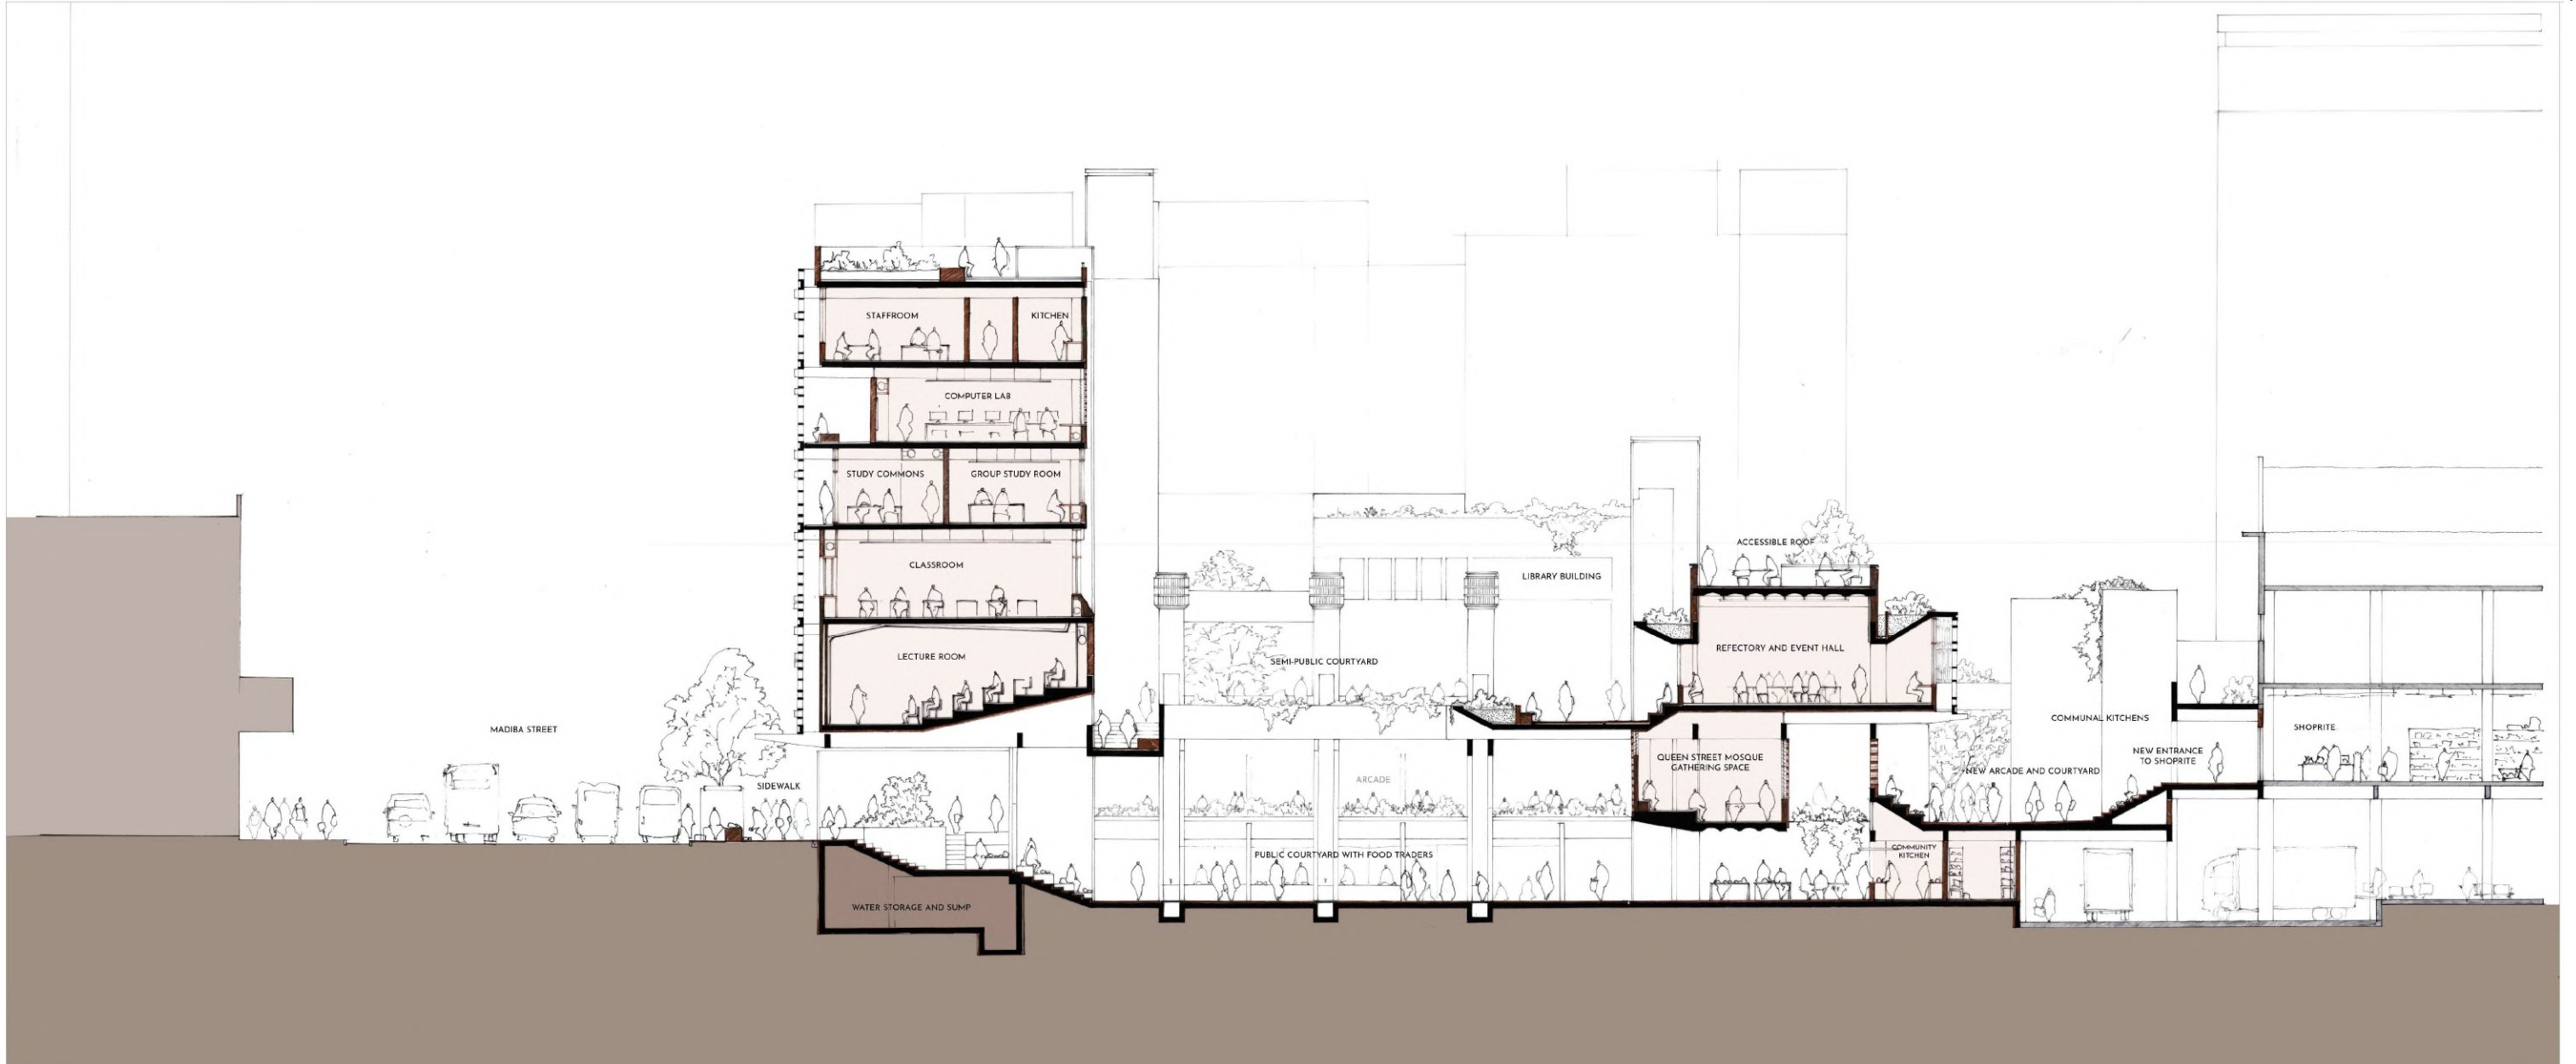 STAFFROOM
KITCHEN
COMPUTER LAB
STUDY COMMONS
GROUP STUDY ROOM
CLASSROOM
LECTURE ROOM
MADIBA STREET
SIDEWALK
WATER STORAGE AND SUMP
SEMI-PUBLIC COURTYARD
ARCADE
PUBLIC COURTYARD WITH FOOD TRADERS
LIBRARY BUILDING
ACCESSIBLE ROOF
REFECTORY AND EVENT HALL
QUEEN STREET MOSQUE
GATHERING SPACE
COMMUNITY
KITCHEN
NEW ARCADE AND COURTYARD
COMMUNAL KITCHENS
NEW ENTRANCE
TO SHOPRITE
SHOPRITE